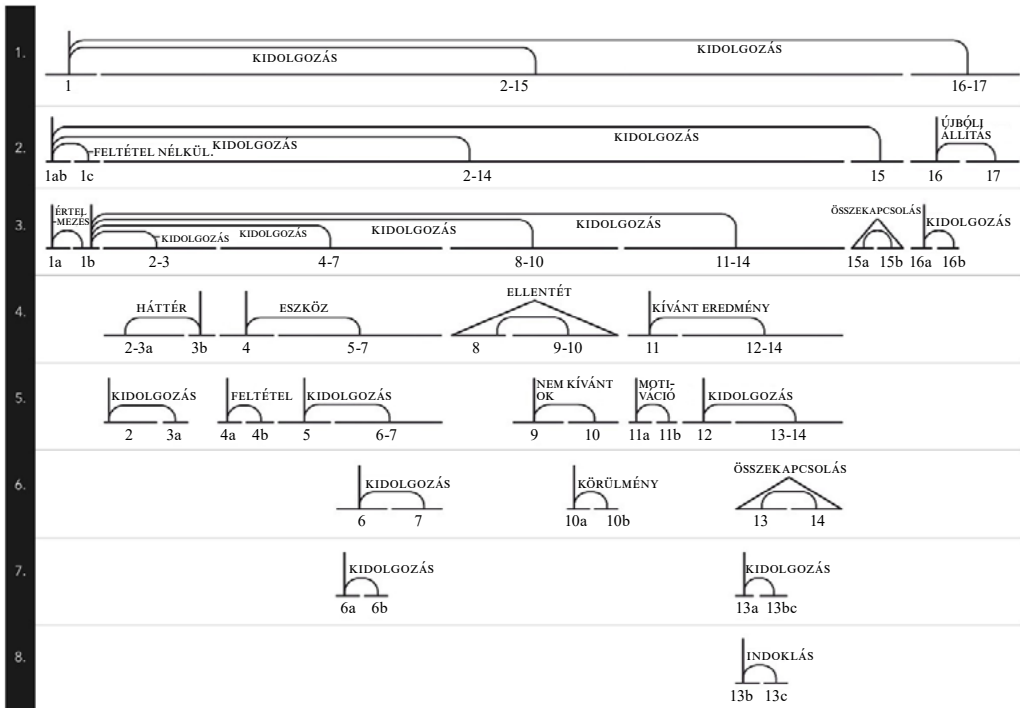 1.
KIDOLGOZÁS
KIDOLGOZÁS
1
2-15
16-17
2.
FELTÉTEL NÉLKÜL.
KIDOLGOZÁS
KIDOLGOZÁS
ÚJBÓLI
ÁLLÍTÁS
1ab
1c
2-14
15
16
17
3.
ÉRTEL
MEZÉS
KIDOLGOZÁS
KIDOLGOZÁS
KIDOLGOZÁS
KIDOLGOZÁS
ÖSSZEKAPCSOLÁS
KIDOLGOZÁS
1a
1b
2-3
4-7
8-10
11-14
15a
15b
16a
16b
4.
HÁTTÉR
ESZKÖZ
ELLENTÉT
KÍVÁNT EREDMÉNY
2-3a
3b
4
5-7
8
9-10
11
12-14
5.
KIDOLGOZÁS
FELTÉTEL
KIDOLGOZÁS
NEM KÍVÁNT
OK
MOTI-
VÁCIÓ
KIDOLGOZÁS
2
3a
4a
4b
5
6-7
9
10
11a
11b
12
13-14
6.
KIDOLGOZÁS
KÖRÜLMÉNY
ÖSSZEKAPCSOLÁS
6
7
10a
10b
13
14
7.
KIDOLGOZÁS
KIDOLGOZÁS
6a
6b
13a
13bc
8.
INDOKLÁS
13b
13c